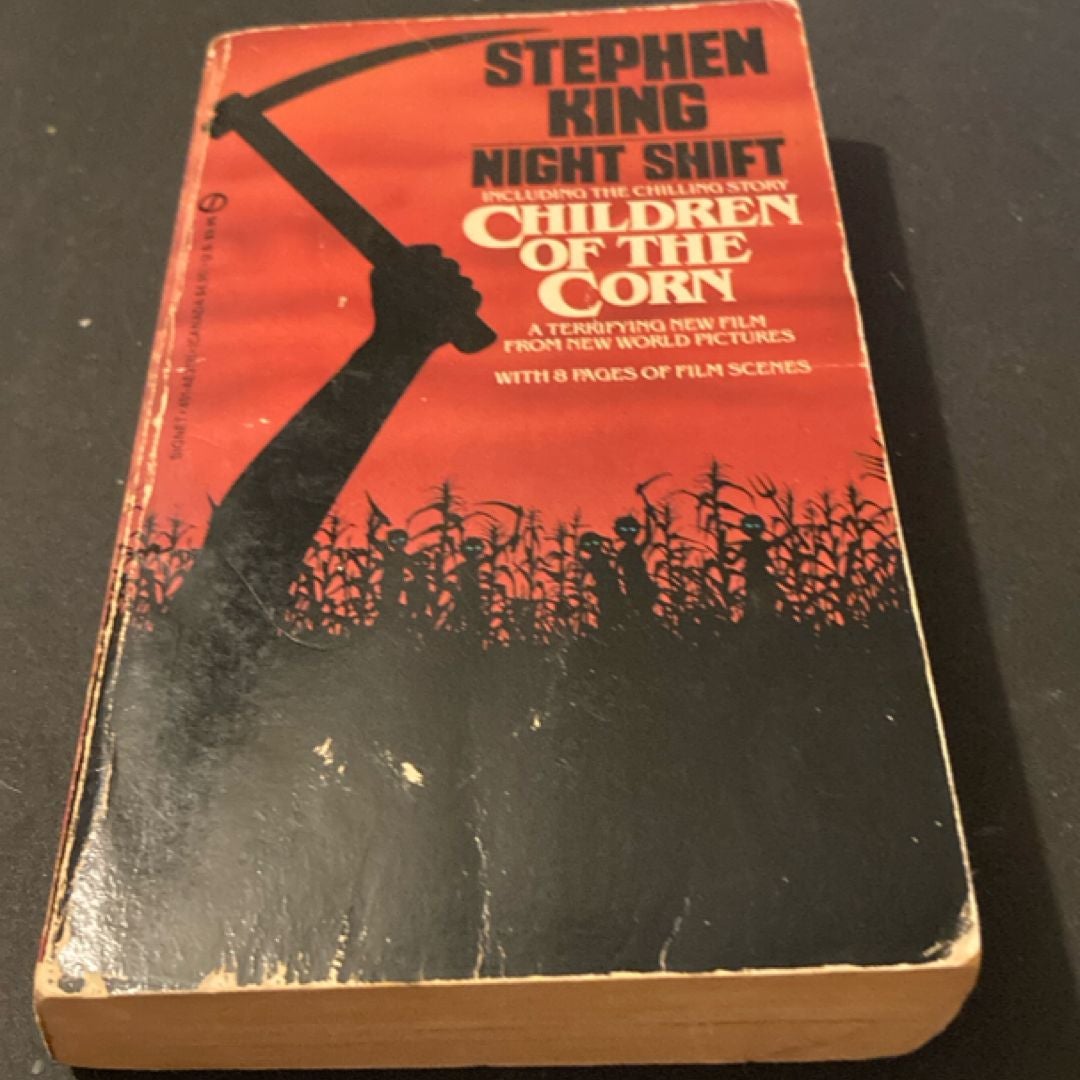 STEPHEN
KING
NIGHT SHIFT
INCLUDING THE CHILLING STORY
CHILDREN
OF THE
CORN
A TERRIFYING NEW FILM
FROM NEW WORLD PICTURES
WITH 8 PAGES OF FILM SCENES
SIGNET